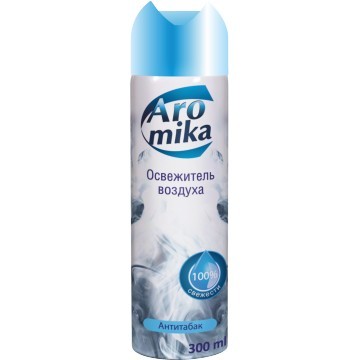 Aro
mika
Освежитель
воздуха
100%
свежести
Антитабак
300 ml